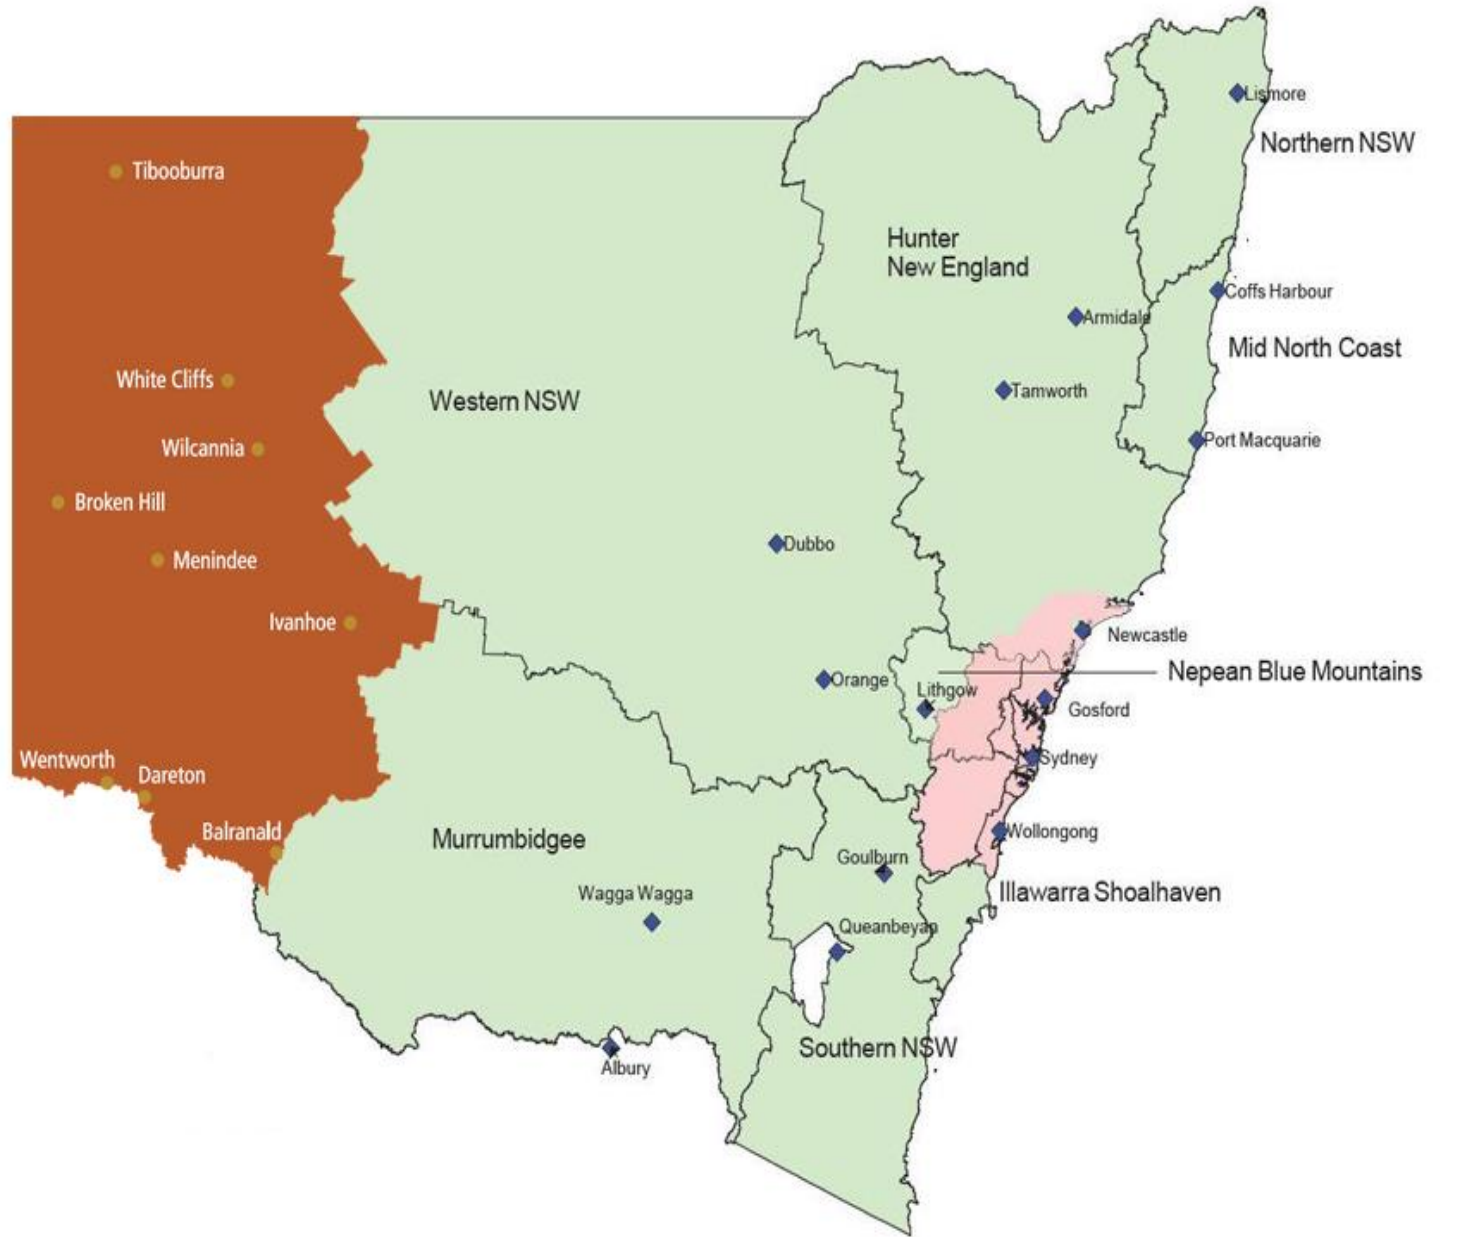 Lismore
Northern NSW
Tibooburra
Hunter
New England
Coffs Harbour
Armidale
Mid North Coast
White Cliffs
Tamworth
Western NSW
Port Macquarie
Wilcannia
Broken Hill
Dubbo
Menindee
Ivanhoe
Newcastle
Nepean Blue Mountains
Orange
Lithgow
Gosford
Wentworth
Sydney
Dareton
Balranald
Wollongong
Murrumbidgee
Goulburn
Illawarra Shoalhaven
Wagga Wagga
Queanbeyan
Southern NSW
Albury